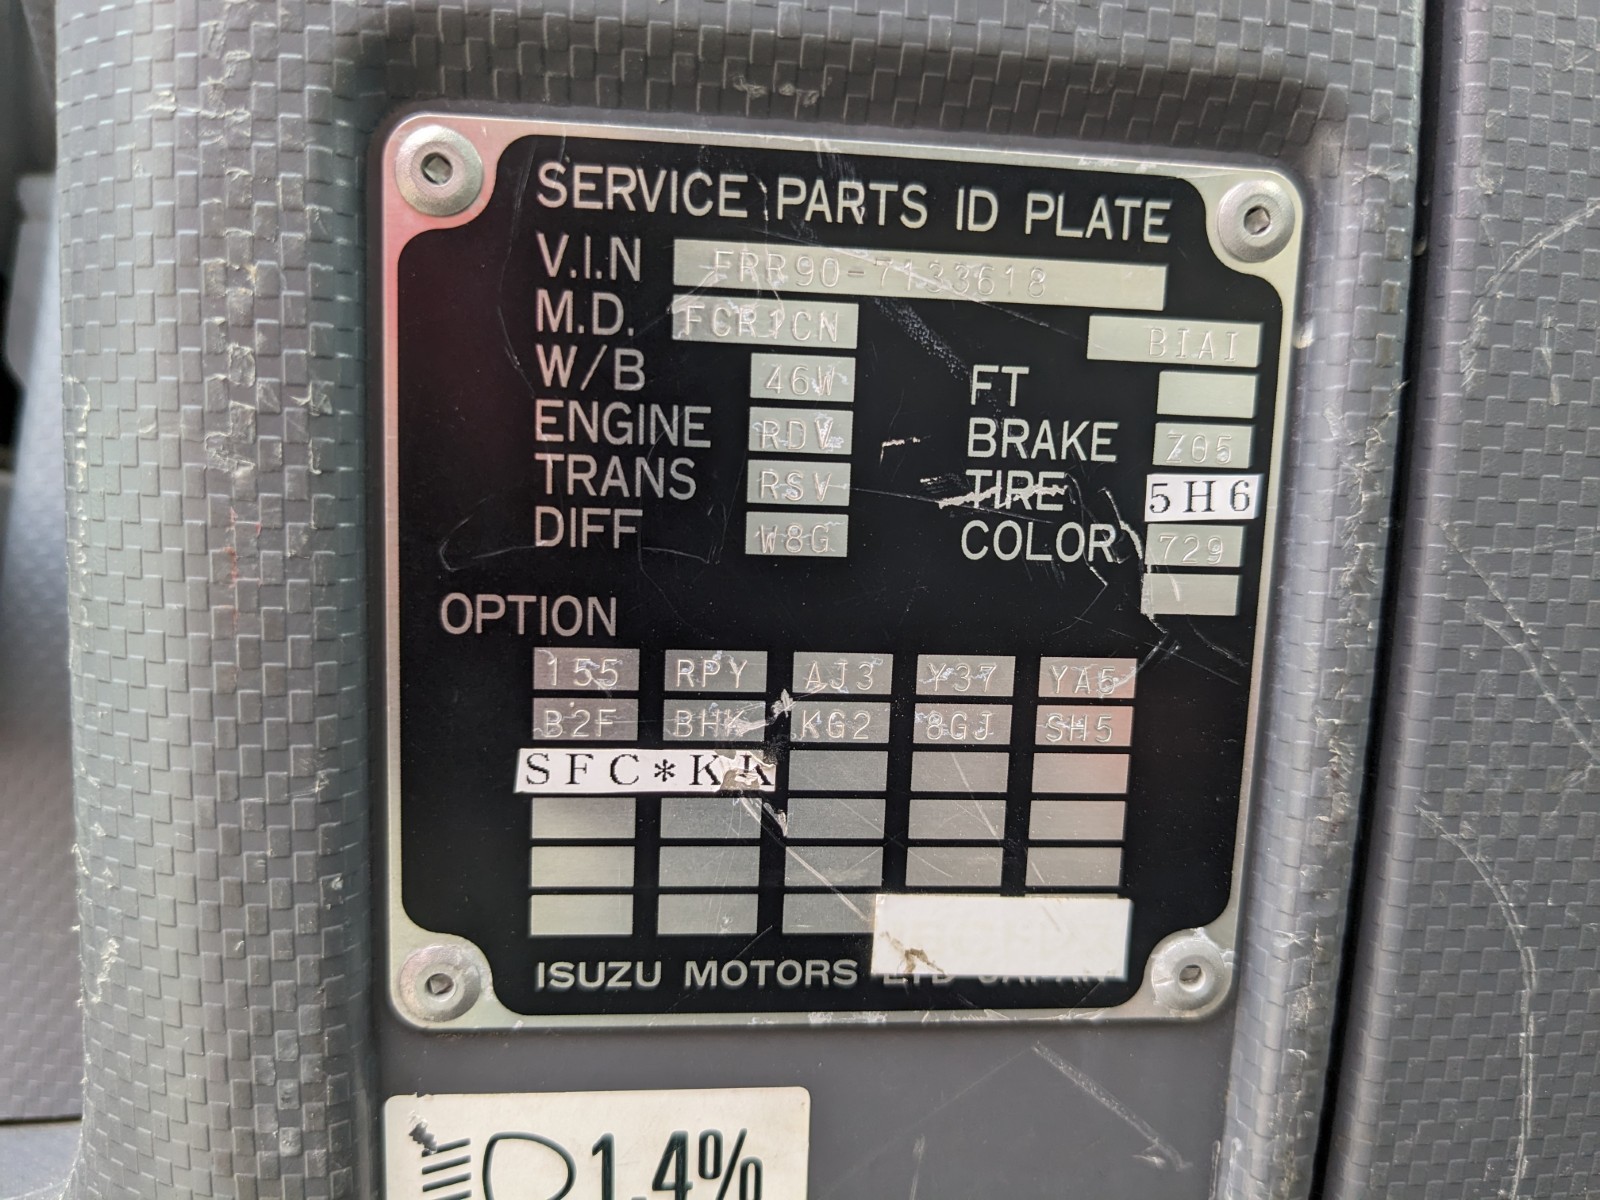 SERVICE PARTS ID PLATE
V.I.N FRR90-7133618
M.D. FCR1CN BIAI
W/B 46W FT
ENGINE RDV BRAKE Z05
TRANS RSV TIRE 5H6
DIFF W8G COLOR 729
OPTION
155 RPY AJ3 Y37 YA5
B2F BHK KG2 8GJ SH5
SFC*KK
ISUZU MOTORS LTD JAPAN
1.4%